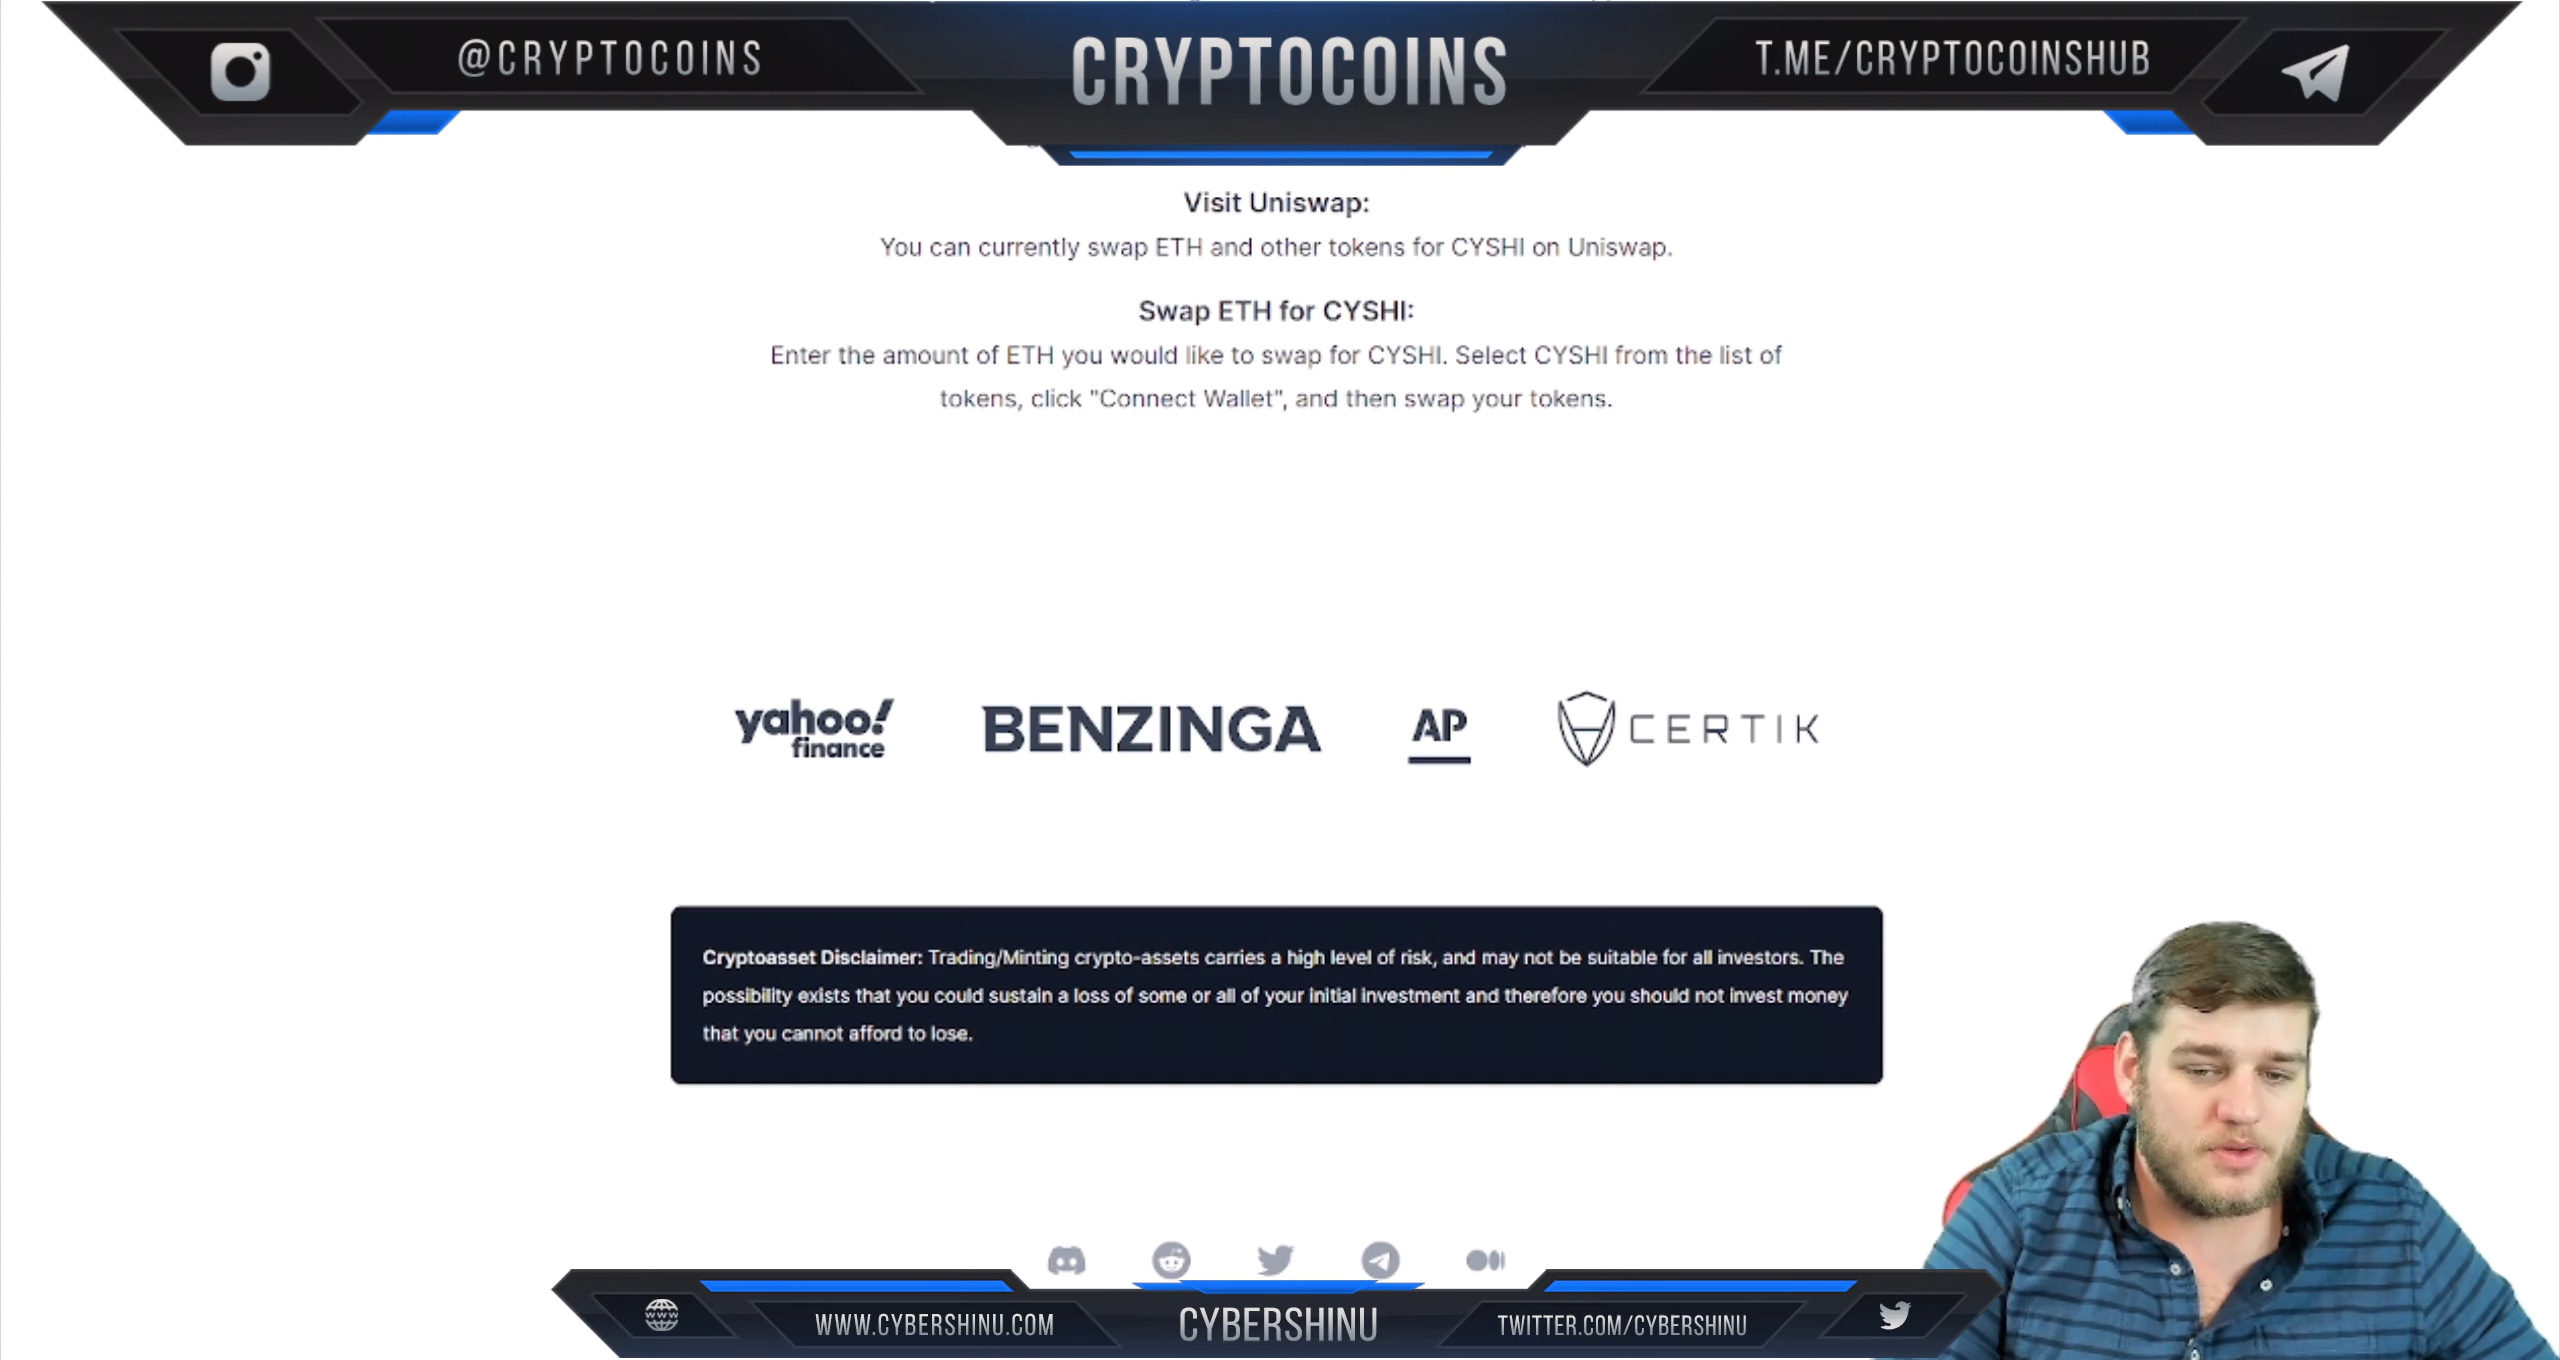 @CRYPTOCOINS
CRYPTOCOINS
T.ME/CRYPTOCOINSHUB
Visit Uniswap:
You can currently swap ETH and other tokens for CYSHI on Uniswap.
Swap ETH for CYSHI:
Enter the amount of ETH you would like to swap for CYSHI. Select CYSHI from the list of
tokens, click "Connect Wallet", and then swap your tokens.
yahoo!
finance
BENZINGA
AP
CERTIK
Cryptoasset Disclaimer: Trading/Minting crypto-assets carries a high level of risk, and may not be suitable for all investors. The
possibility exists that you could sustain a loss of some or all of your initial investment and therefore you should not invest money
that you cannot afford to lose.
WWW
WWW.CYBERSHINU.COM
CYBERSHINU
TWITTER.COM/CYBERSHINU